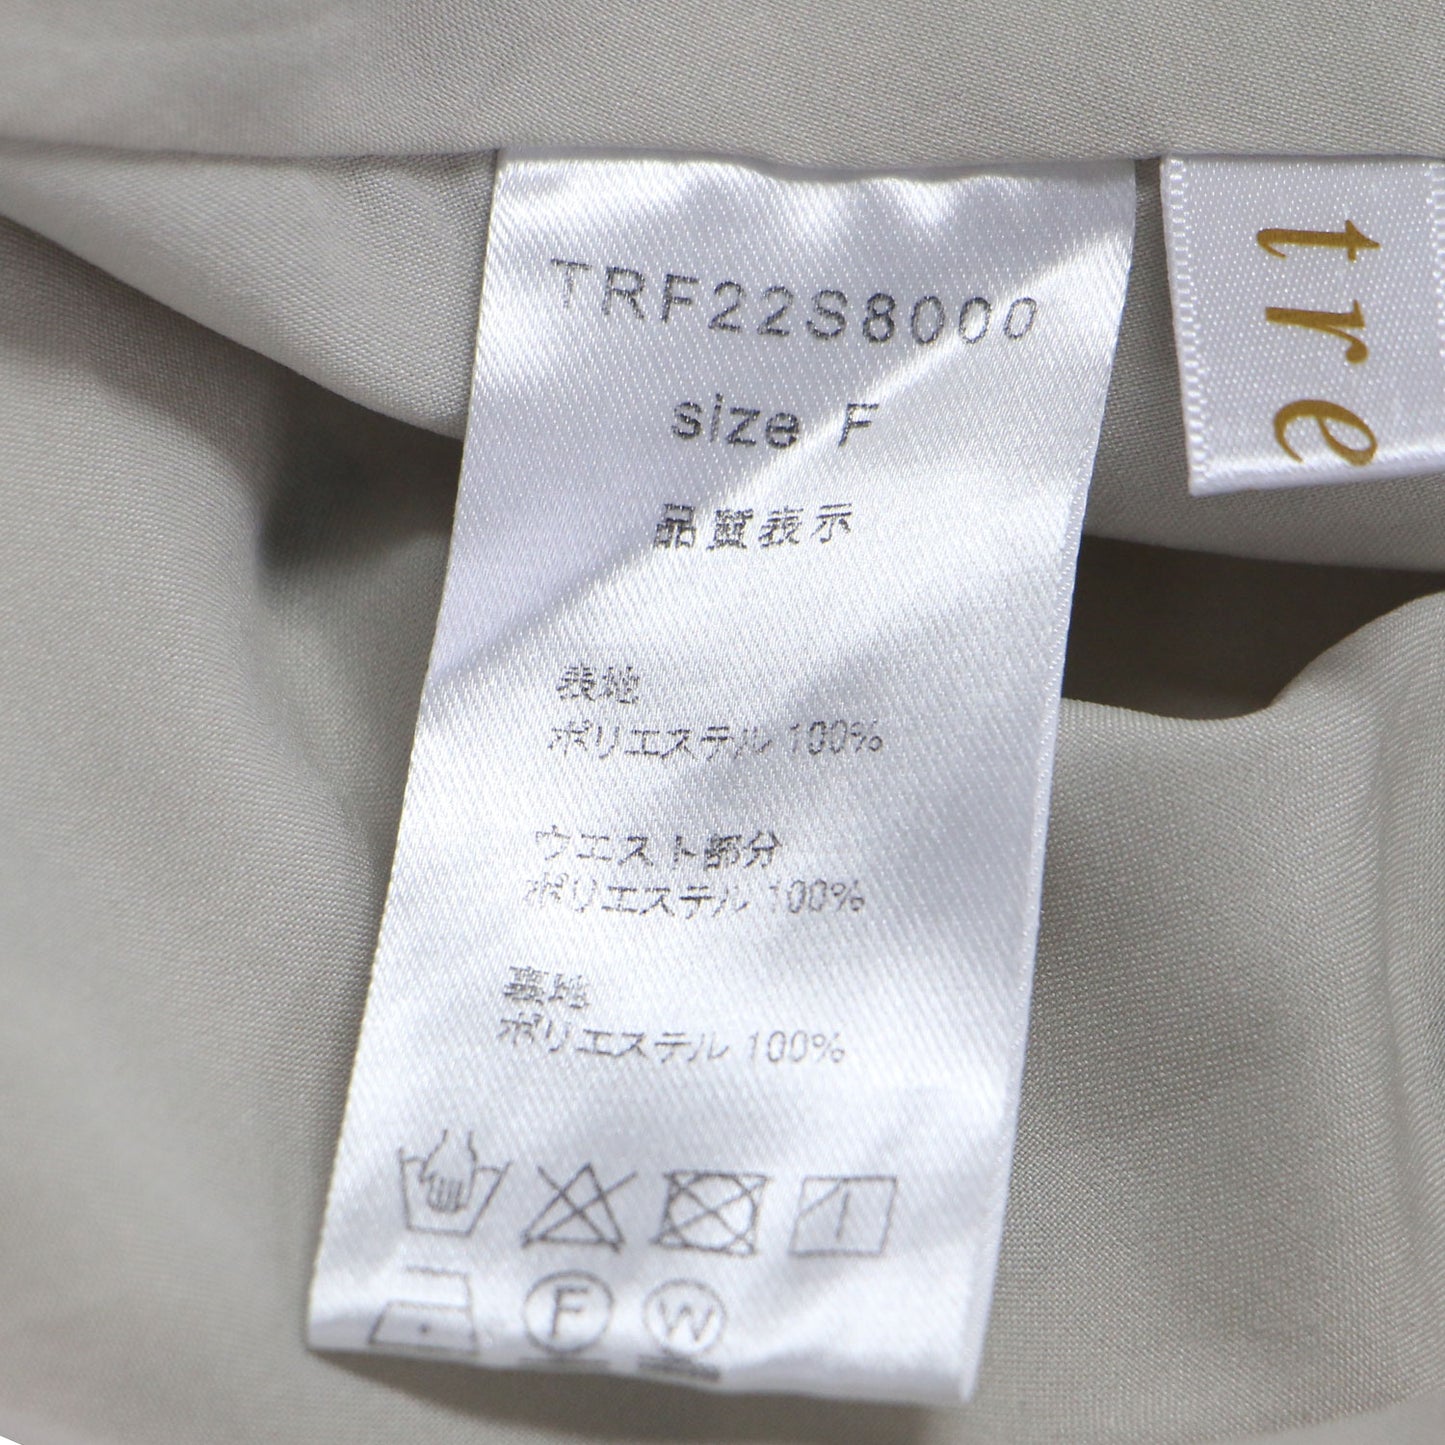 TRF22S8000
size F
品質表示
表地
ポリエステル 100%
ウエスト部分
ポリエステル 100%
裏地
ポリエステル 100%
F
W
tre